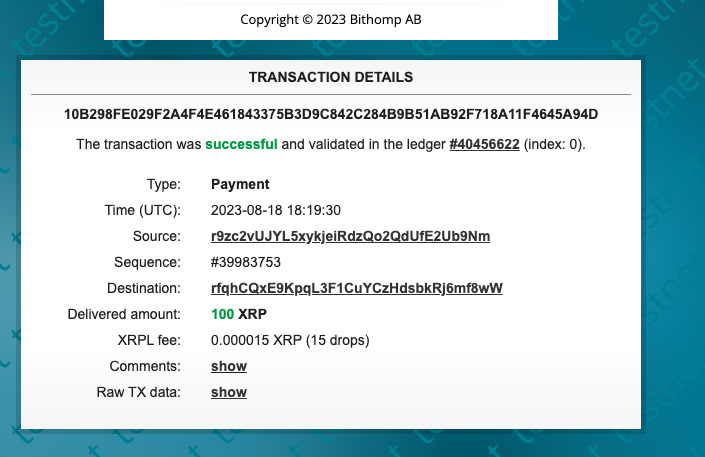 Copyright © 2023 Bithomp AB
TRANSACTION DETAILS
10B298FE029F2A4F4E461843375B3D9C842C284B9B51AB92F718A11F4645A94D
The transaction was successful and validated in the ledger #40456622 (index: 0).
Type: Payment
Time (UTC): 2023-08-18 18:19:30
Source: r9zc2vUJYL5xykjeiRdzQo2QdUfE2Ub9Nm
Sequence: #39983753
Destination: rfqhCQxE9KpqL3F1CuYCzHdsbkRj6mf8wW
Delivered amount: 100 XRP
XRPL fee: 0.000015 XRP (15 drops)
Comments: show
Raw TX data: show
testnet
testnet
testnet